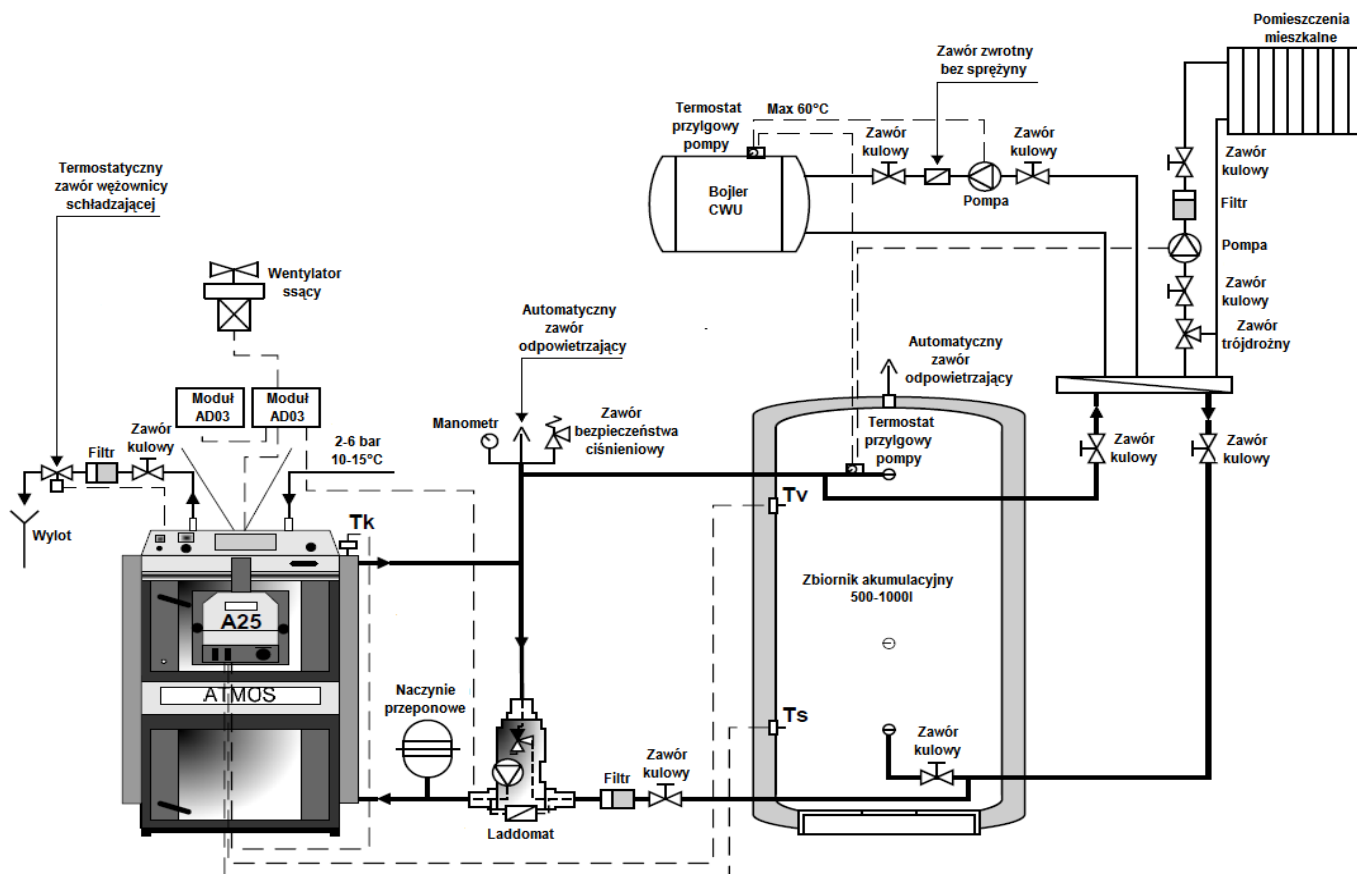 Pomieszczenia
mieszkalne
Zawór zwrotny
bez sprężyny
Termostat
przylgowy
pompy
Max 60°C
Zawór
kulowy
Zawór
kulowy
Pompa
Bojler
CWU
Zawór
kulowy
Filtr
Pompa
Zawór
kulowy
Zawór
trójdrożny
Termostatyczny
zawór wężownicy
schładzającej
Wentylator
ssący
Automatyczny
zawór
odpowietrzający
Automatyczny
zawór
odpowietrzający
Moduł
AD03
Moduł
AD03
Manometr
Zawór
bezpieczeństwa
ciśnieniowy
Termostat
przylgowy
pompy
Zawór
kulowy
Zawór
kulowy
Filtr
Zawór
kulowy
2-6 bar
10-15°C
Wylot
Tk
Tv
Zbiornik akumulacyjny
500-1000l
A25
ATMOS
Naczynie
przeponowe
Ts
Zawór
kulowy
Filtr
Zawór
kulowy
Laddomat